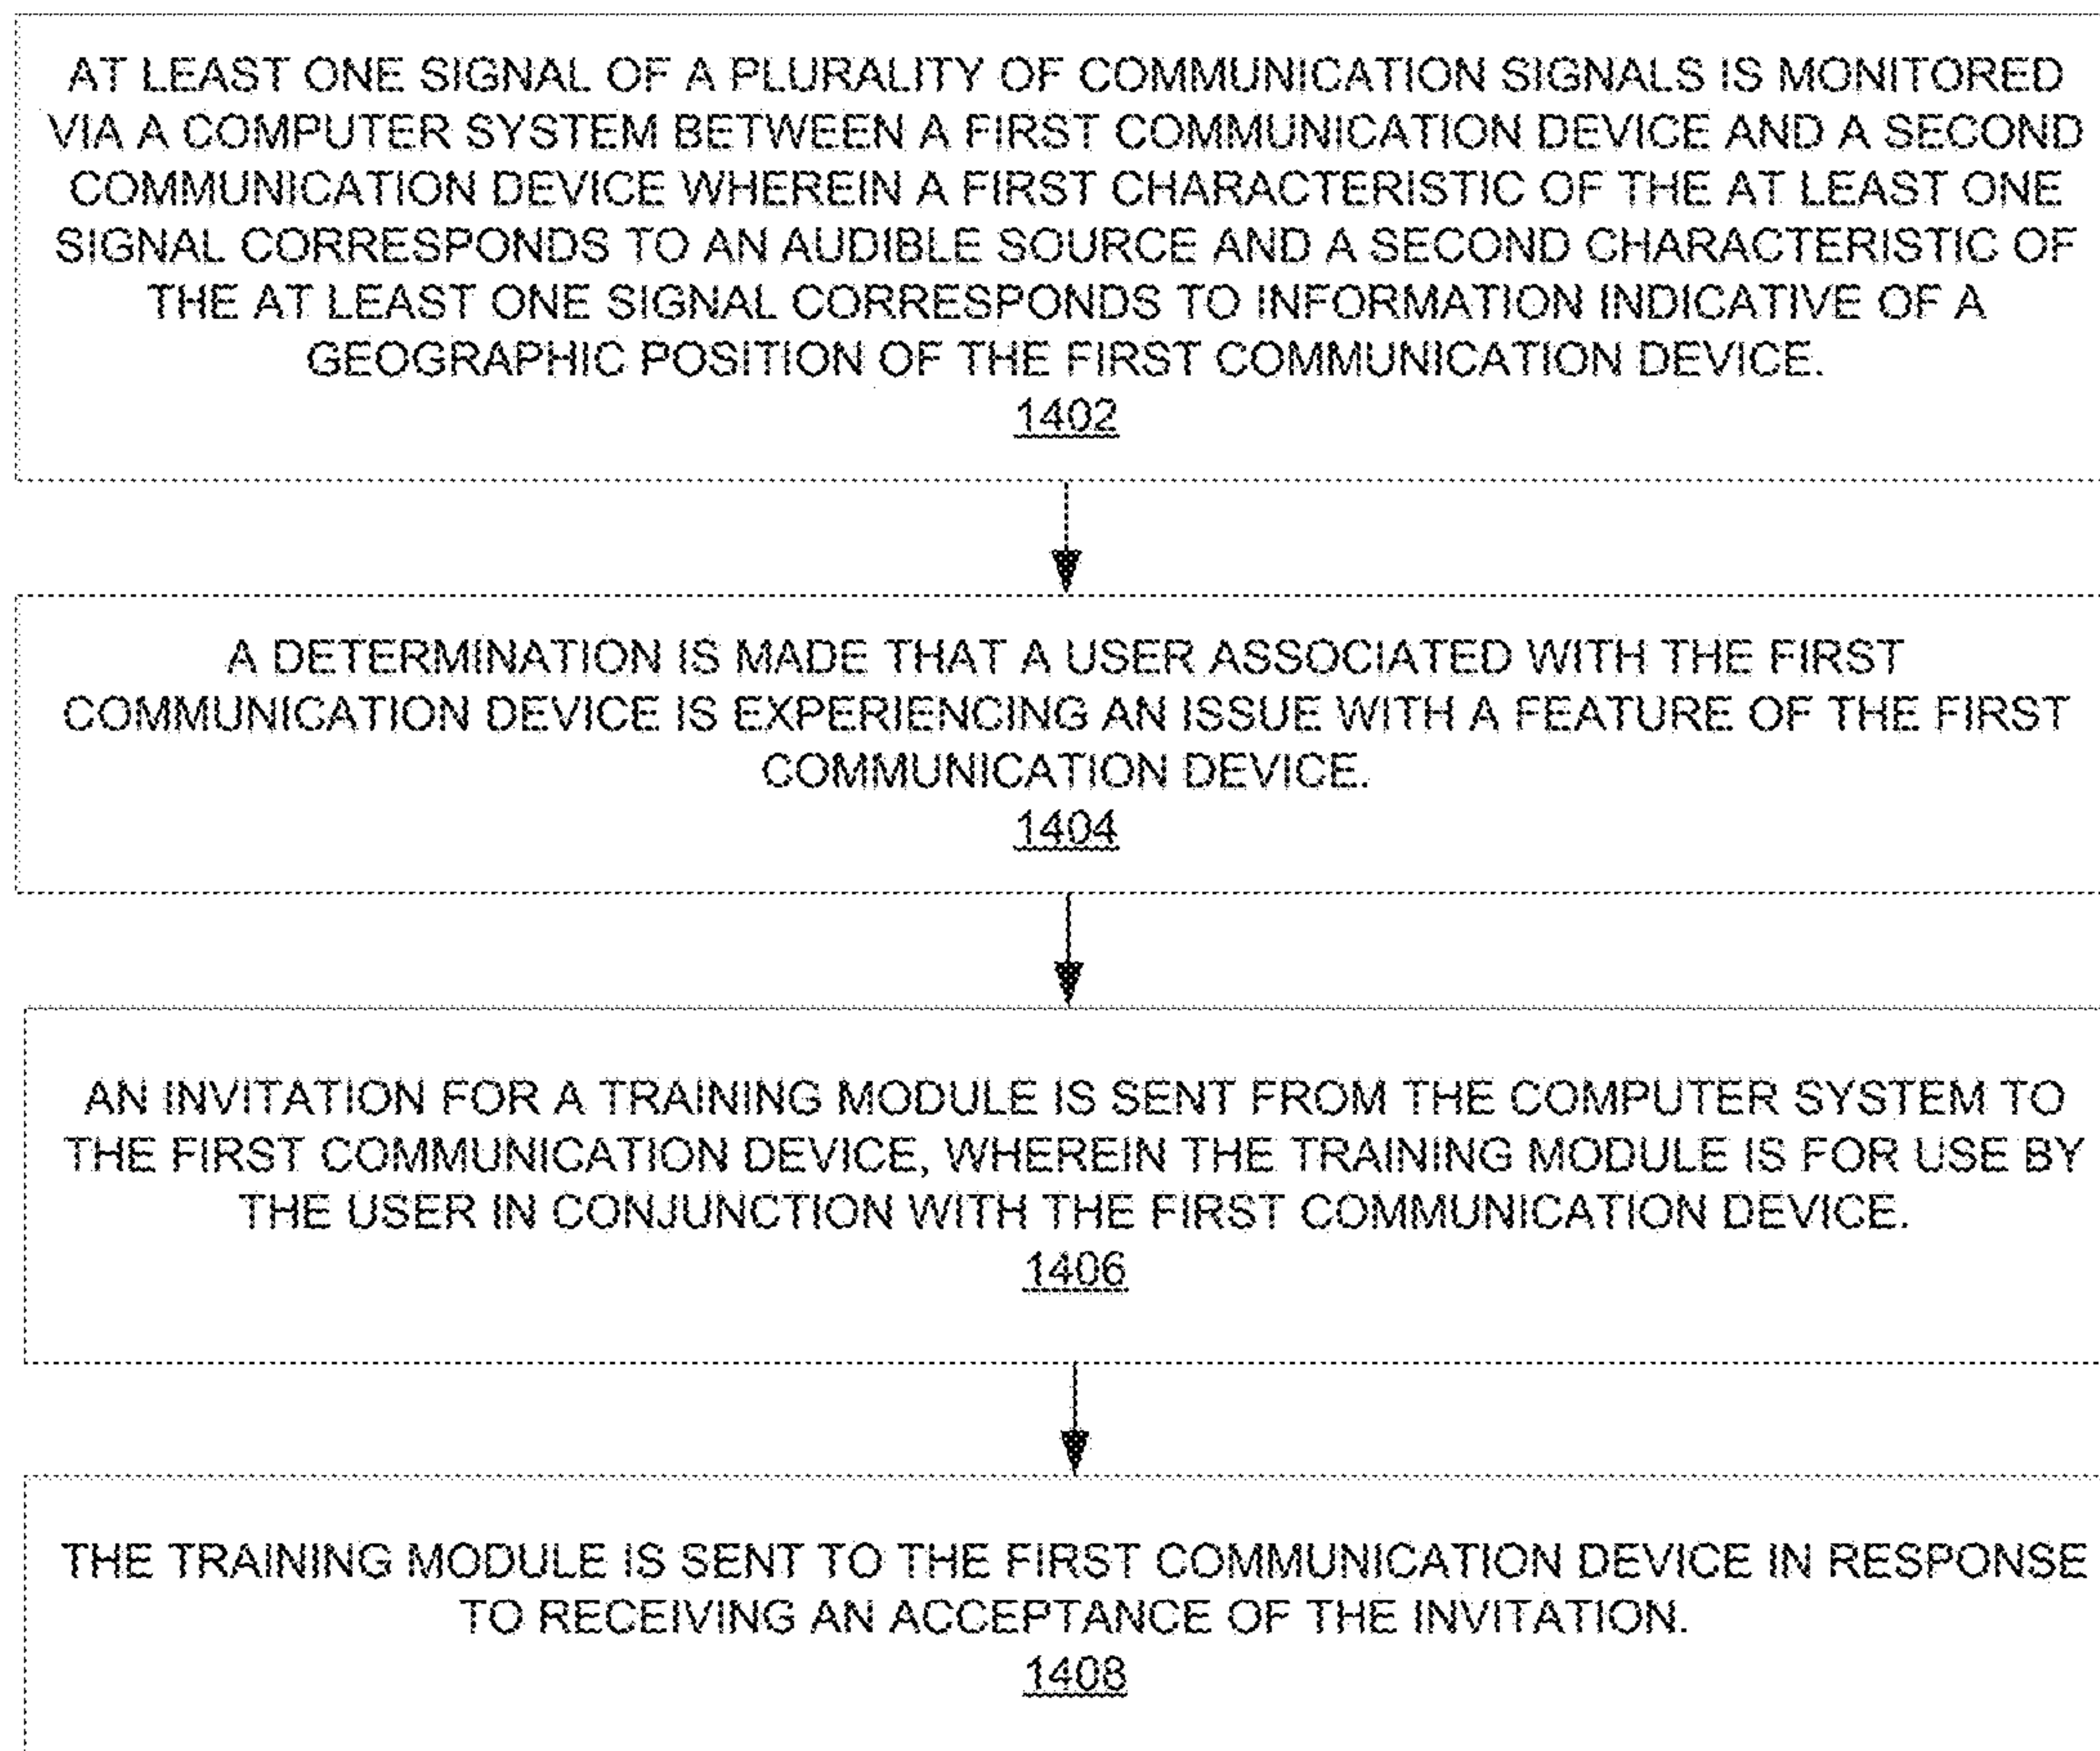 AT LEAST ONE SIGNAL OF A PLURALITY OF COMMUNICATION SIGNALS IS MONITORED
VIA A COMPUTER SYSTEM BETWEEN A FIRST COMMUNICATION DEVICE AND A SECOND
COMMUNICATION DEVICE WHEREIN A FIRST CHARACTERISTIC OF THE AT LEAST ONE
SIGNAL CORRESPONDS TO AN AUDIBLE SOURCE AND A SECOND CHARACTERISTIC OF
THE AT LEAST ONE SIGNAL CORRESPONDS TO INFORMATION INDICATIVE OF A
GEOGRAPHIC POSITION OF THE FIRST COMMUNICATION DEVICE.
1402
A DETERMINATION IS MADE THAT A USER ASSOCIATED WITH THE FIRST
COMMUNICATION DEVICE IS EXPERIENCING AN ISSUE WITH A FEATURE OF THE FIRST
COMMUNICATION DEVICE.
1404
AN INVITATION FOR A TRAINING MODULE IS SENT FROM THE COMPUTER SYSTEM TO
THE FIRST COMMUNICATION DEVICE, WHEREIN THE TRAINING MODULE IS FOR USE BY
THE USER IN CONJUNCTION WITH THE FIRST COMMUNICATION DEVICE.
1406
THE TRAINING MODULE IS SENT TO THE FIRST COMMUNICATION DEVICE IN RESPONSE
TO RECEIVING AN ACCEPTANCE OF THE INVITATION.
1408